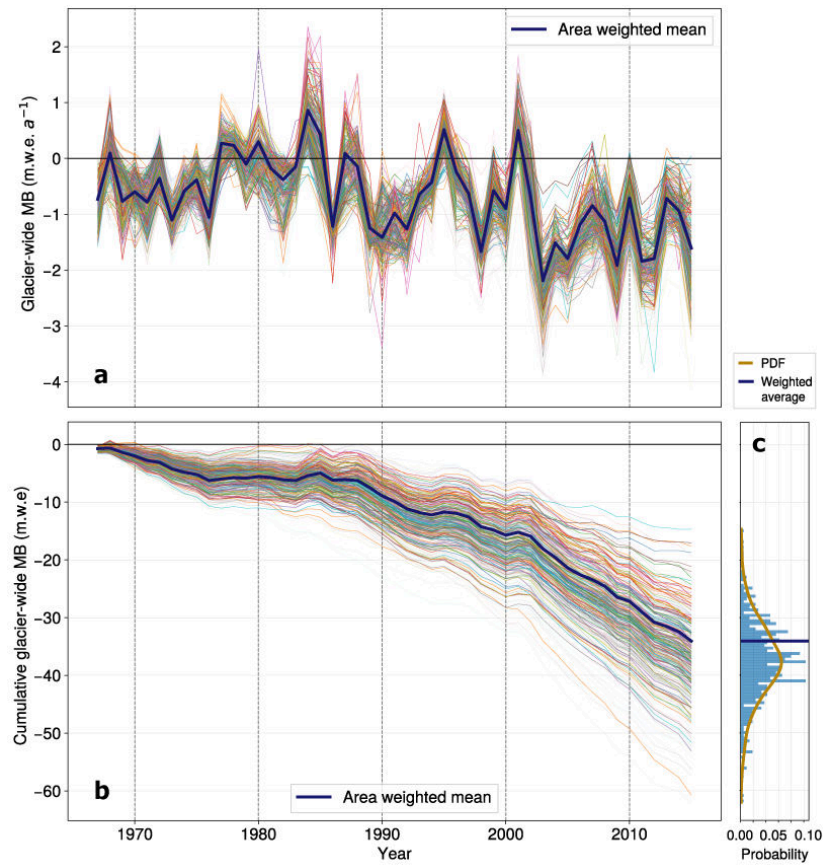 Area weighted mean
Glacier-wide MB (m.w.e. a⁻¹)
2
1
0
−1
−2
−3
−4
a
PDF
Weighted
average
Cumulative glacier-wide MB (m.w.e)
0
−10
−20
−30
−40
−50
−60
b
Area weighted mean
1970
1980
1990
2000
2010
Year
c
0.00 0.05 0.10
Probability